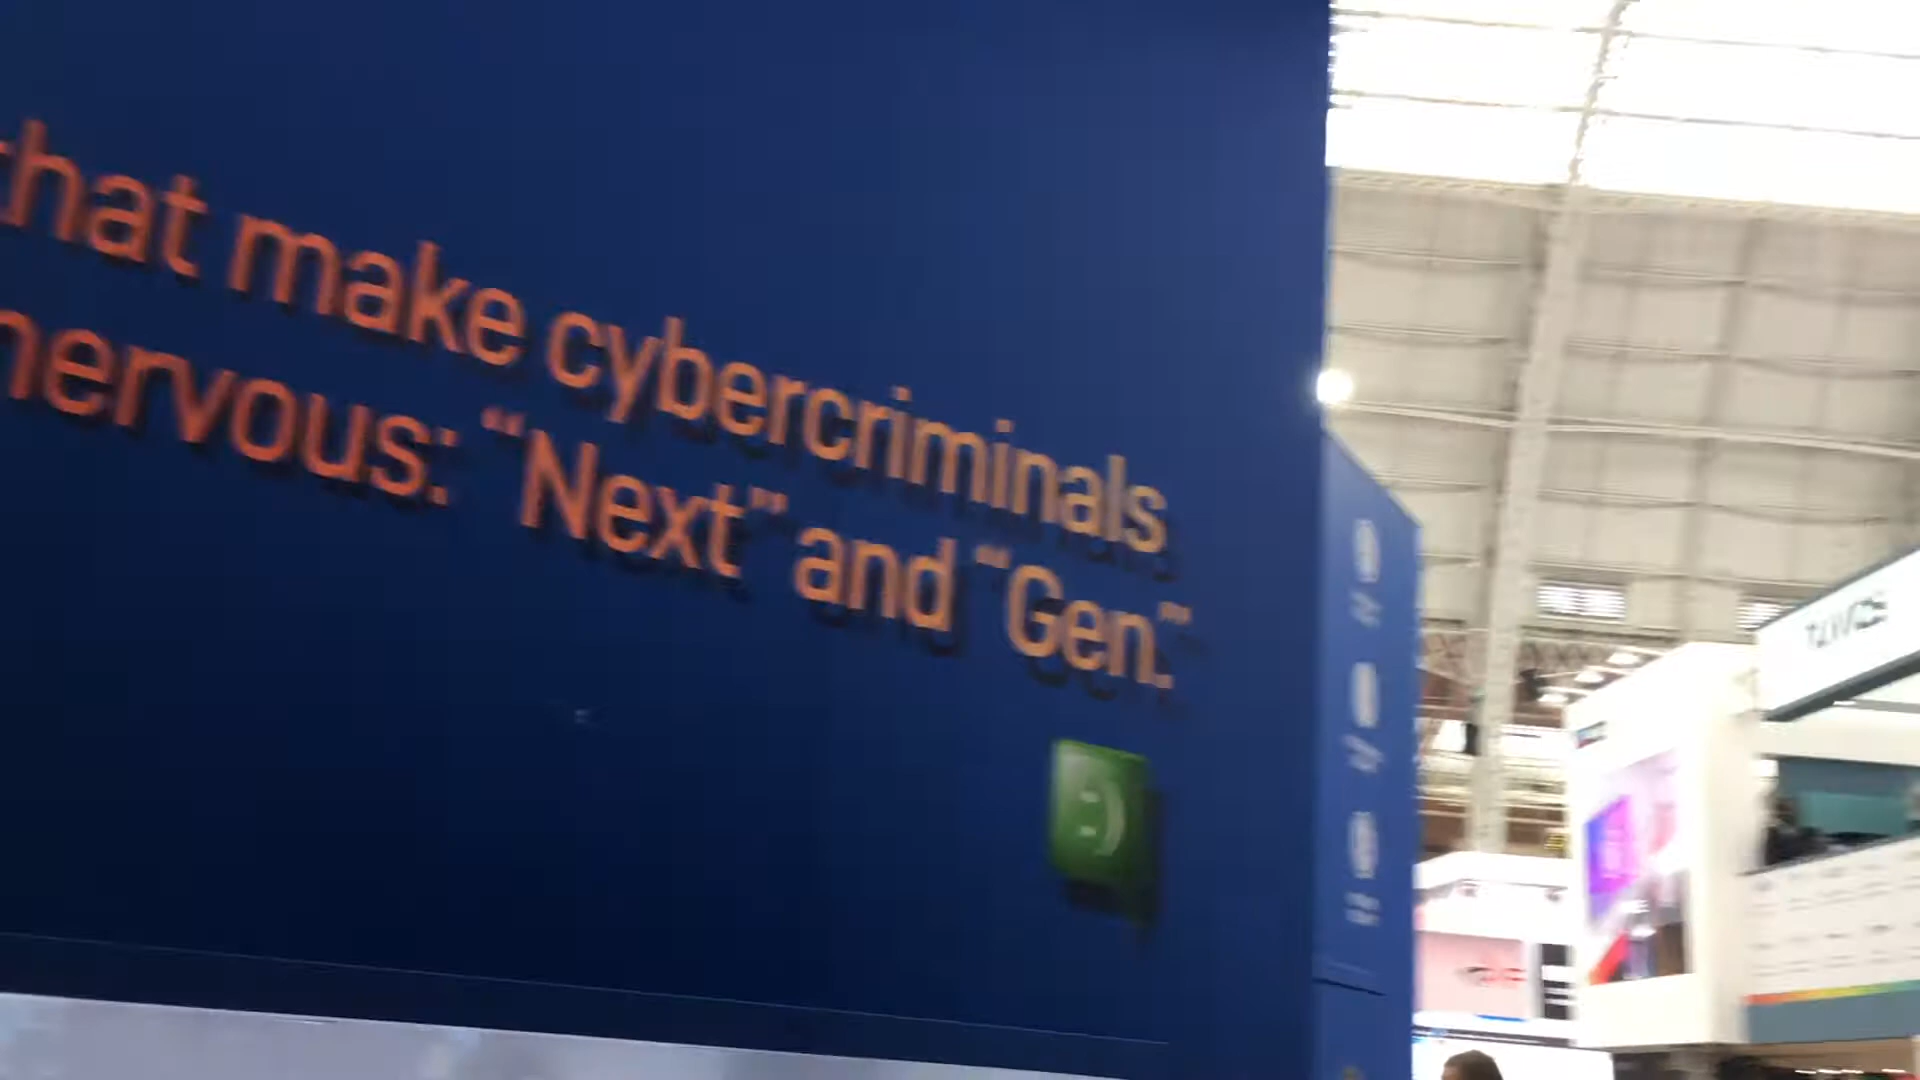 that make cybercriminals
nervous: “Next” and “Gen.”